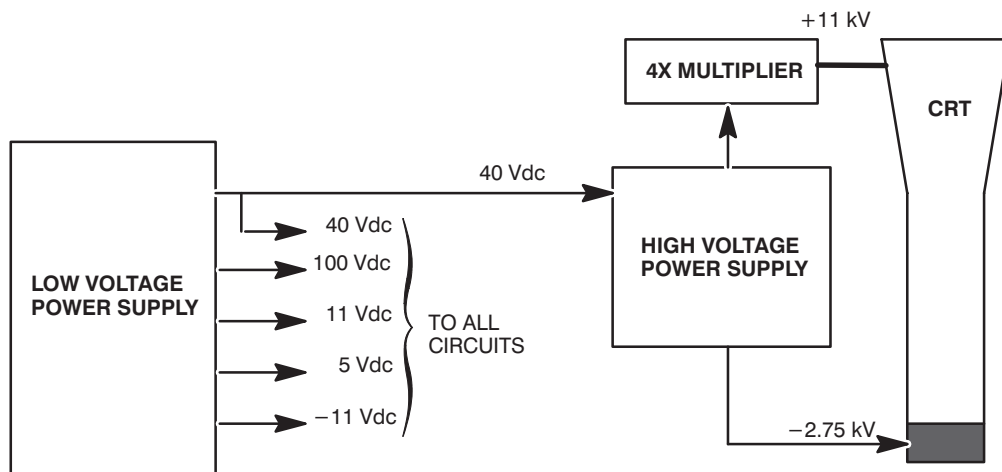 +11 kV
4X MULTIPLIER
CRT
40 Vdc
LOW VOLTAGE
POWER SUPPLY
40 Vdc
100 Vdc
11 Vdc
5 Vdc
−11 Vdc
TO ALL
CIRCUITS
HIGH VOLTAGE
POWER SUPPLY
−2.75 kV